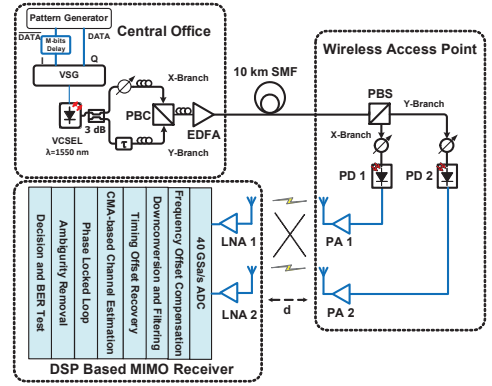 Pattern Generator
DATA
DATA
M-bits
Delay
I
Q
VSG
VCSEL
λ=1550 nm
3 dB
X-Branch
τ
PBC
Y-Branch
EDFA
Central Office
10 km SMF
Wireless Access Point
PBS
Y-Branch
X-Branch
PD 1
PD 2
PA 1
PA 2
d
LNA 1
LNA 2
40 GSa/s ADC
Frequency Offset Compensation
Downconversion and Filtering
Timing Offset Recovery
CMA-based Channel Estimation
Phase Locked Loop
Ambigurity Removal
Decision and BER Test
DSP Based MIMO Receiver